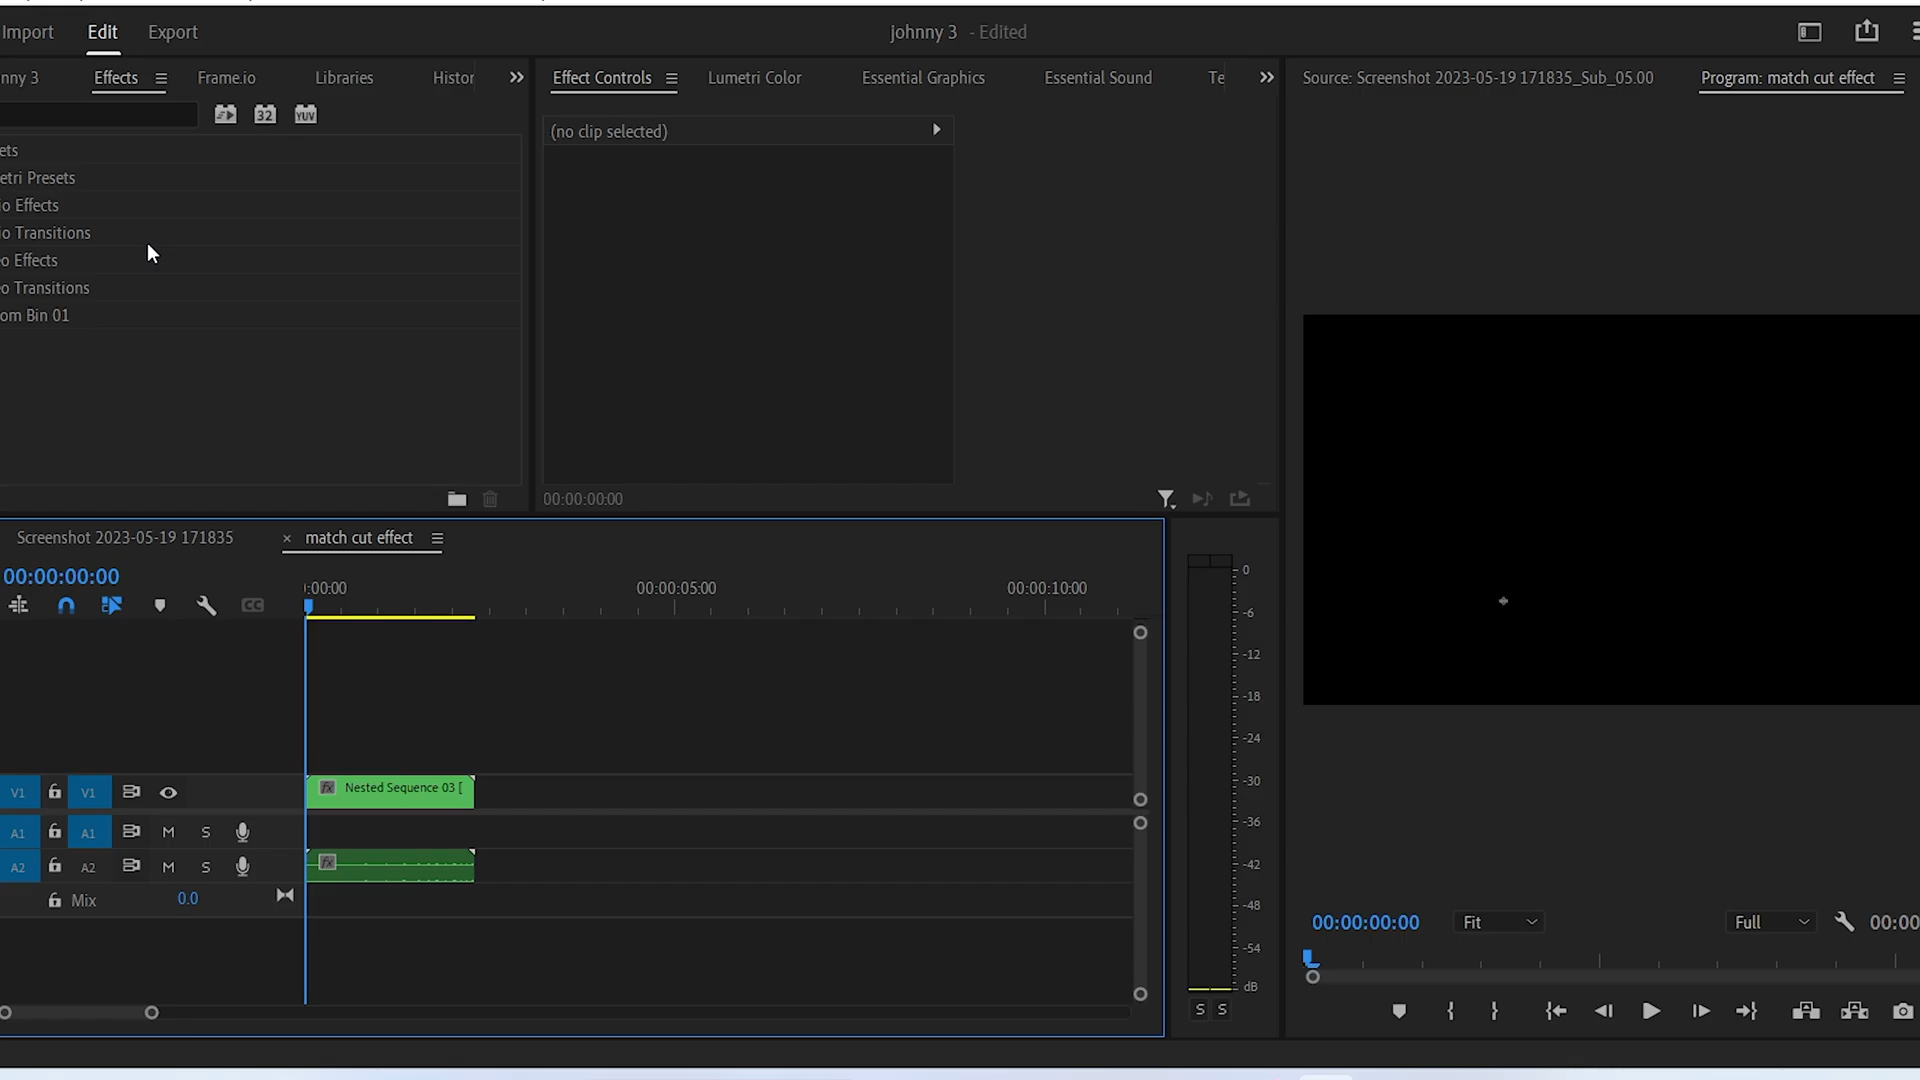 Import Edit Export johnny 3 - Edited
nny 3 Effects Frame.io Libraries Histor Effect Controls Lumetri Color Essential Graphics Essential Sound Te Source: Screenshot 2023-05-19 171835_Sub_05.00 Program: match cut effect
32 YUV
(no clip selected)
ets
etri Presets
io Effects
io Transitions
o Effects
o Transitions
om Bin 01
00:00:00:00
Screenshot 2023-05-19 171835 × match cut effect
00:00:00:00
:00:00 00:00:05:00 00:00:10:00
CC
V1 V1 fx Nested Sequence 03 [
A1 A1 M S
A2 A2 M S fx
Mix 0.0
0
-6
-12
-18
-24
-30
-36
-42
-48
-54
dB
S S
00:00:00:00 Fit Full 00:00